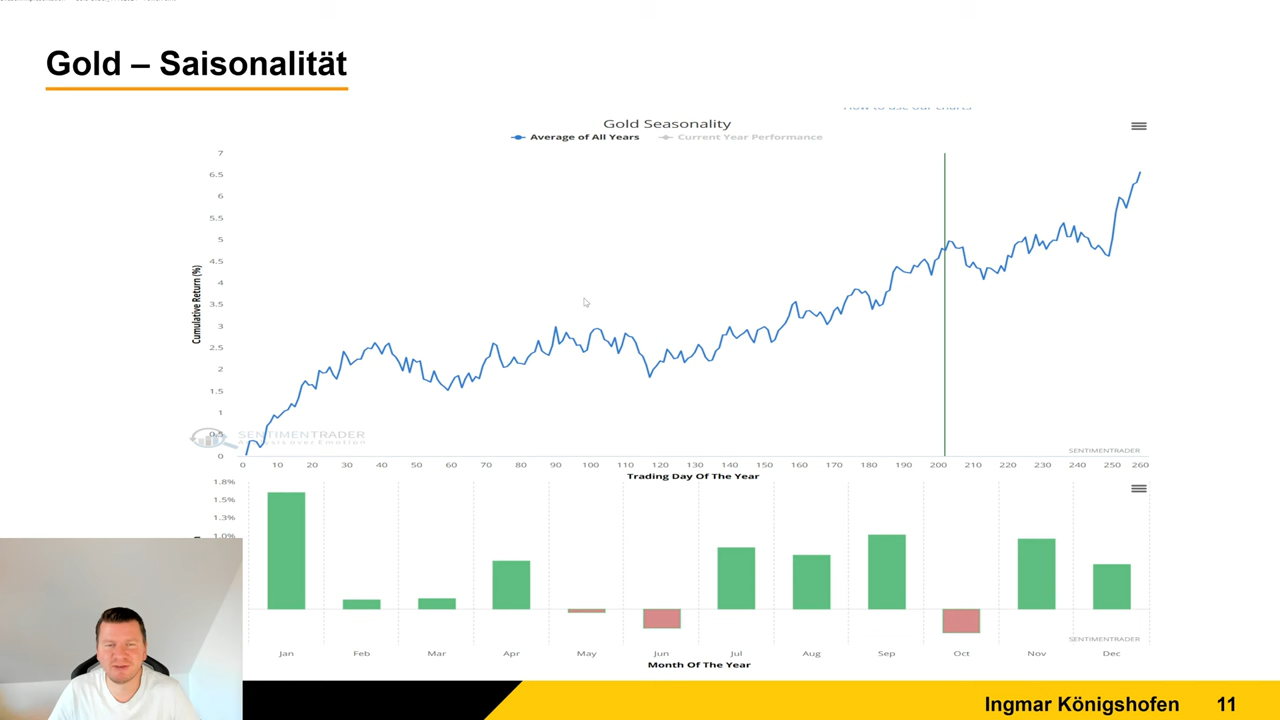 Gold – Saisonalität
How to use our charts
Gold Seasonality
Average of All Years Current Year Performance
7
6.5
6
5.5
5
4.5
4
3.5
3
2.5
2
1.5
1
0.5
0
Cumulative Return (%)
SENTIMENTRADER
Analysis over Emotion
SENTIMENTRADER
0 10 20 30 40 50 60 70 80 90 100 110 120 130 140 150 160 170 180 190 200 210 220 230 240 250 260
Trading Day Of The Year
1.8%
1.5%
1.3%
1.0%
SENTIMENTRADER
Jan Feb Mar Apr May Jun Jul Aug Sep Oct Nov Dec
Month Of The Year
Ingmar Königshofen 11